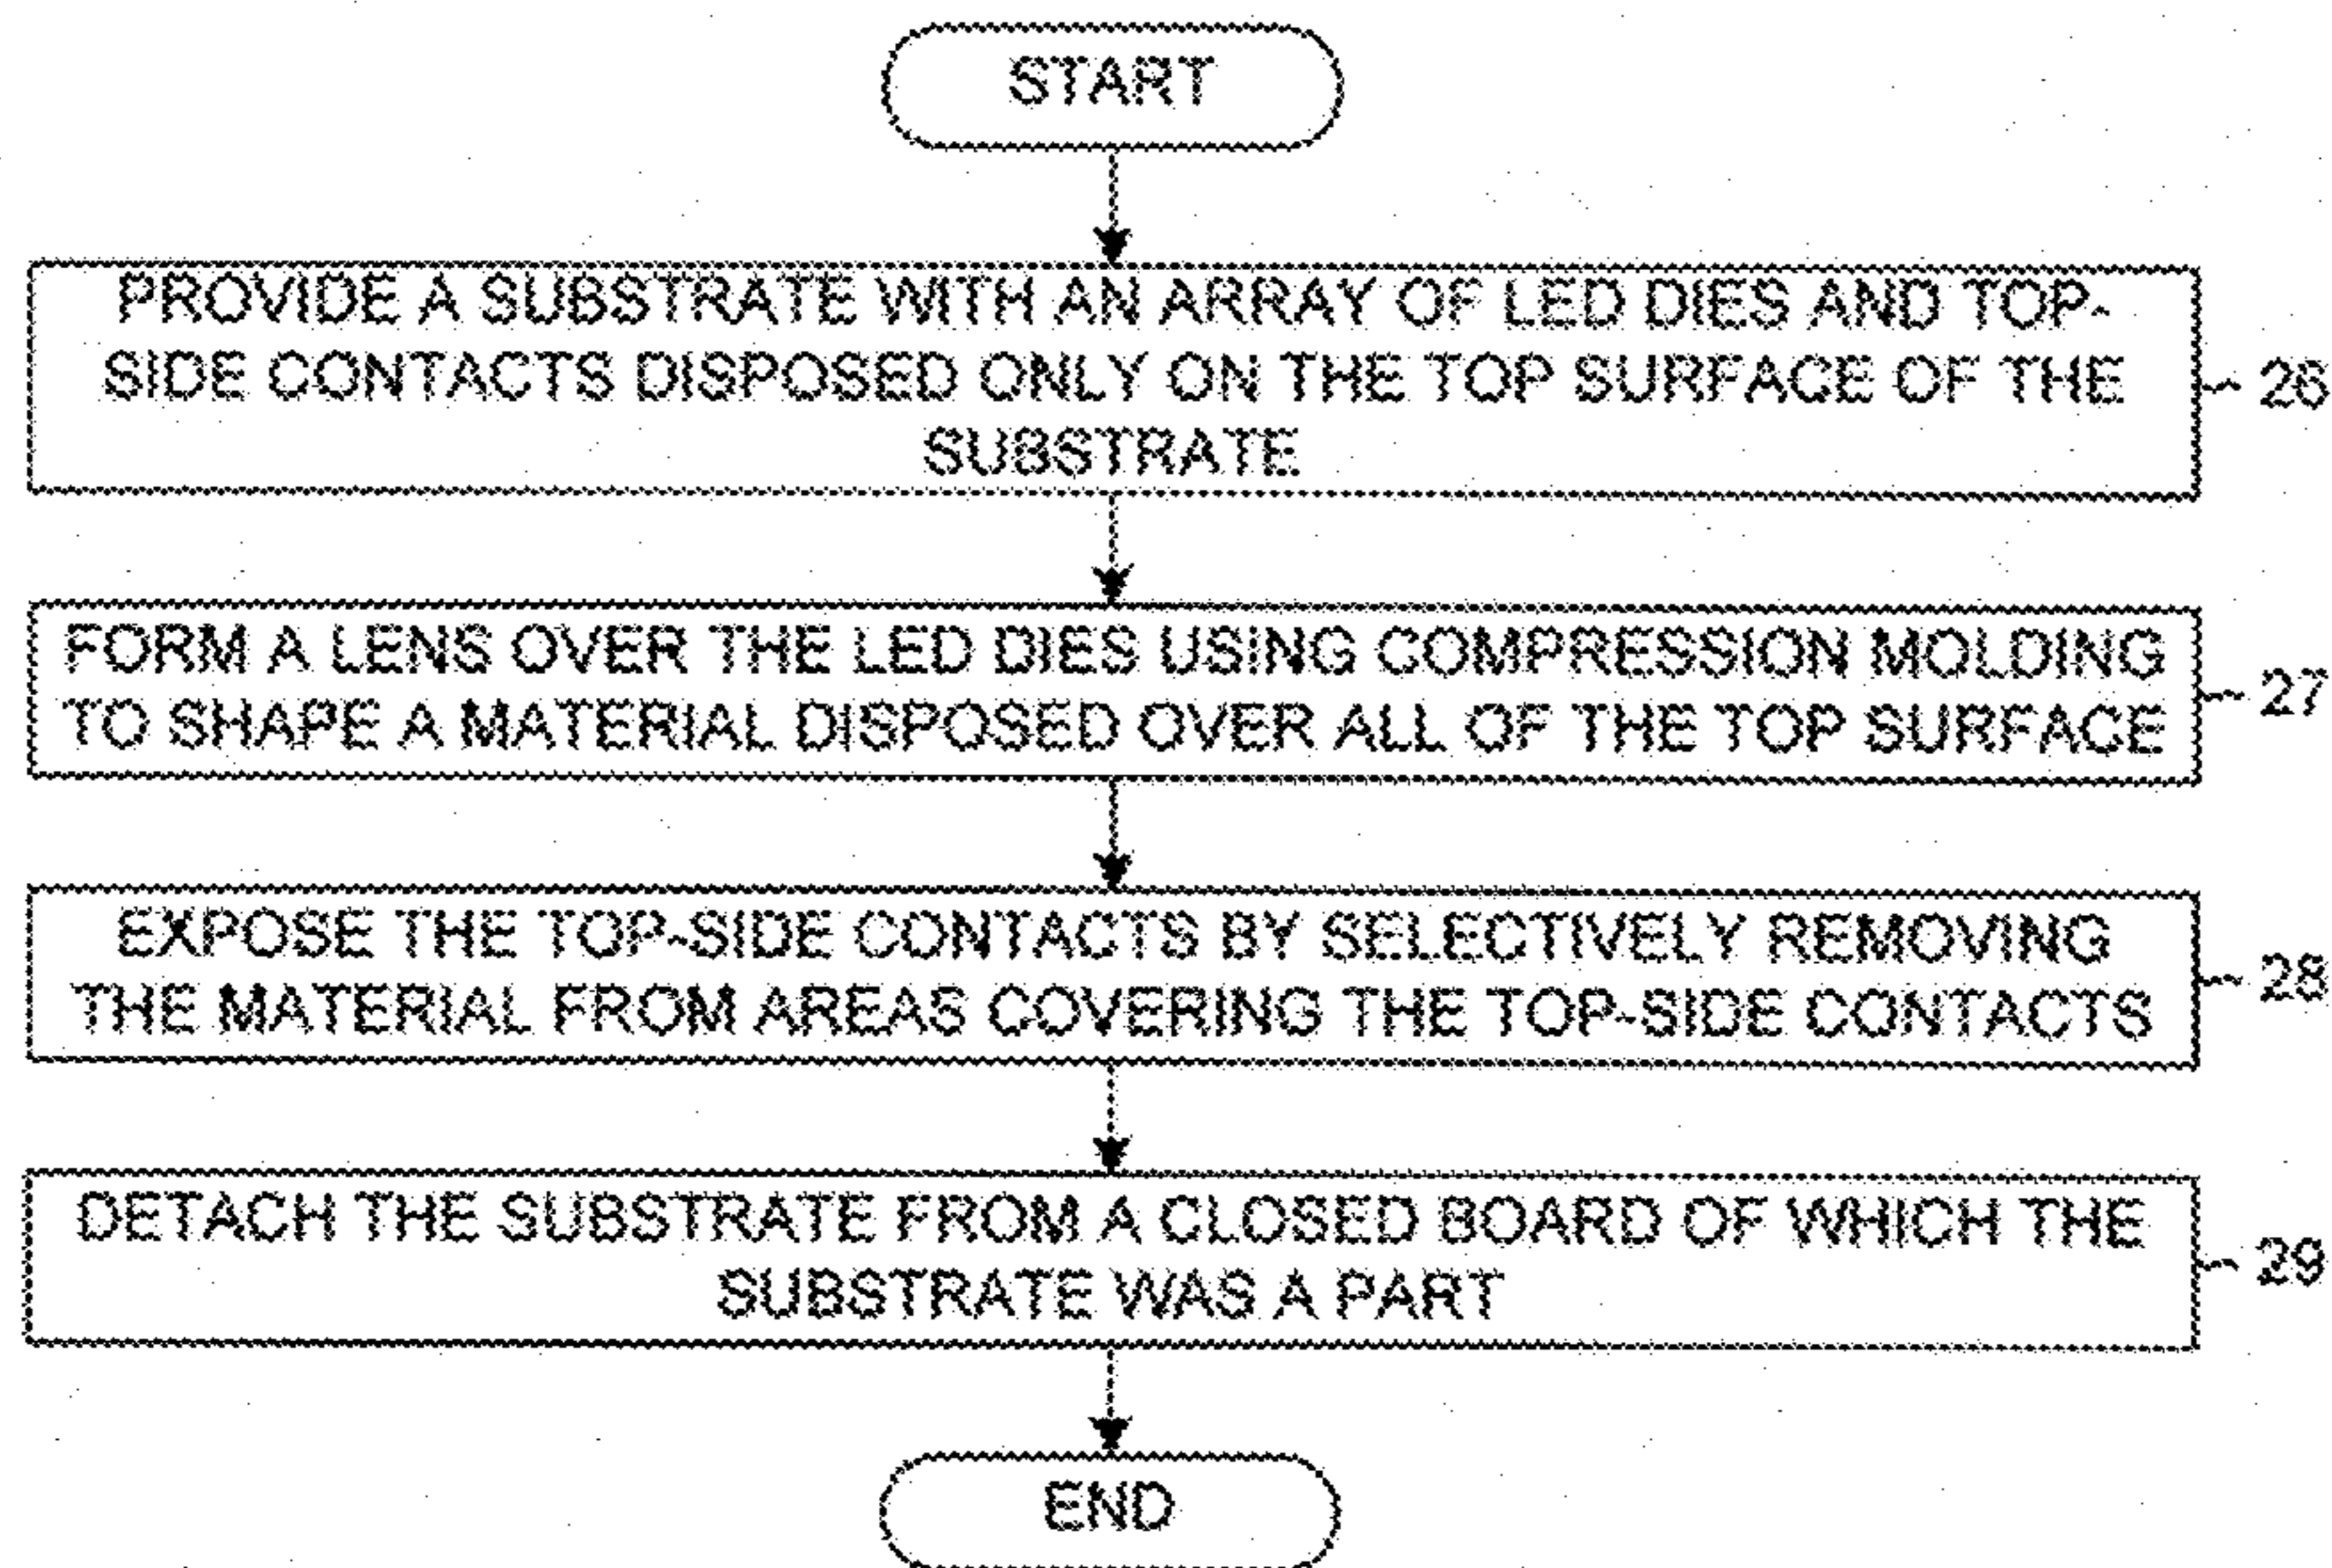 START
PROVIDE A SUBSTRATE WITH AN ARRAY OF LED DIES AND TOP-
SIDE CONTACTS DISPOSED ONLY ON THE TOP SURFACE OF THE
SUBSTRATE
26
FORM A LENS OVER THE LED DIES USING COMPRESSION MOLDING
TO SHAPE A MATERIAL DISPOSED OVER ALL OF THE TOP SURFACE
27
EXPOSE THE TOP-SIDE CONTACTS BY SELECTIVELY REMOVING
THE MATERIAL FROM AREAS COVERING THE TOP-SIDE CONTACTS
28
DETACH THE SUBSTRATE FROM A CLOSED BOARD OF WHICH THE
SUBSTRATE WAS A PART
29
END